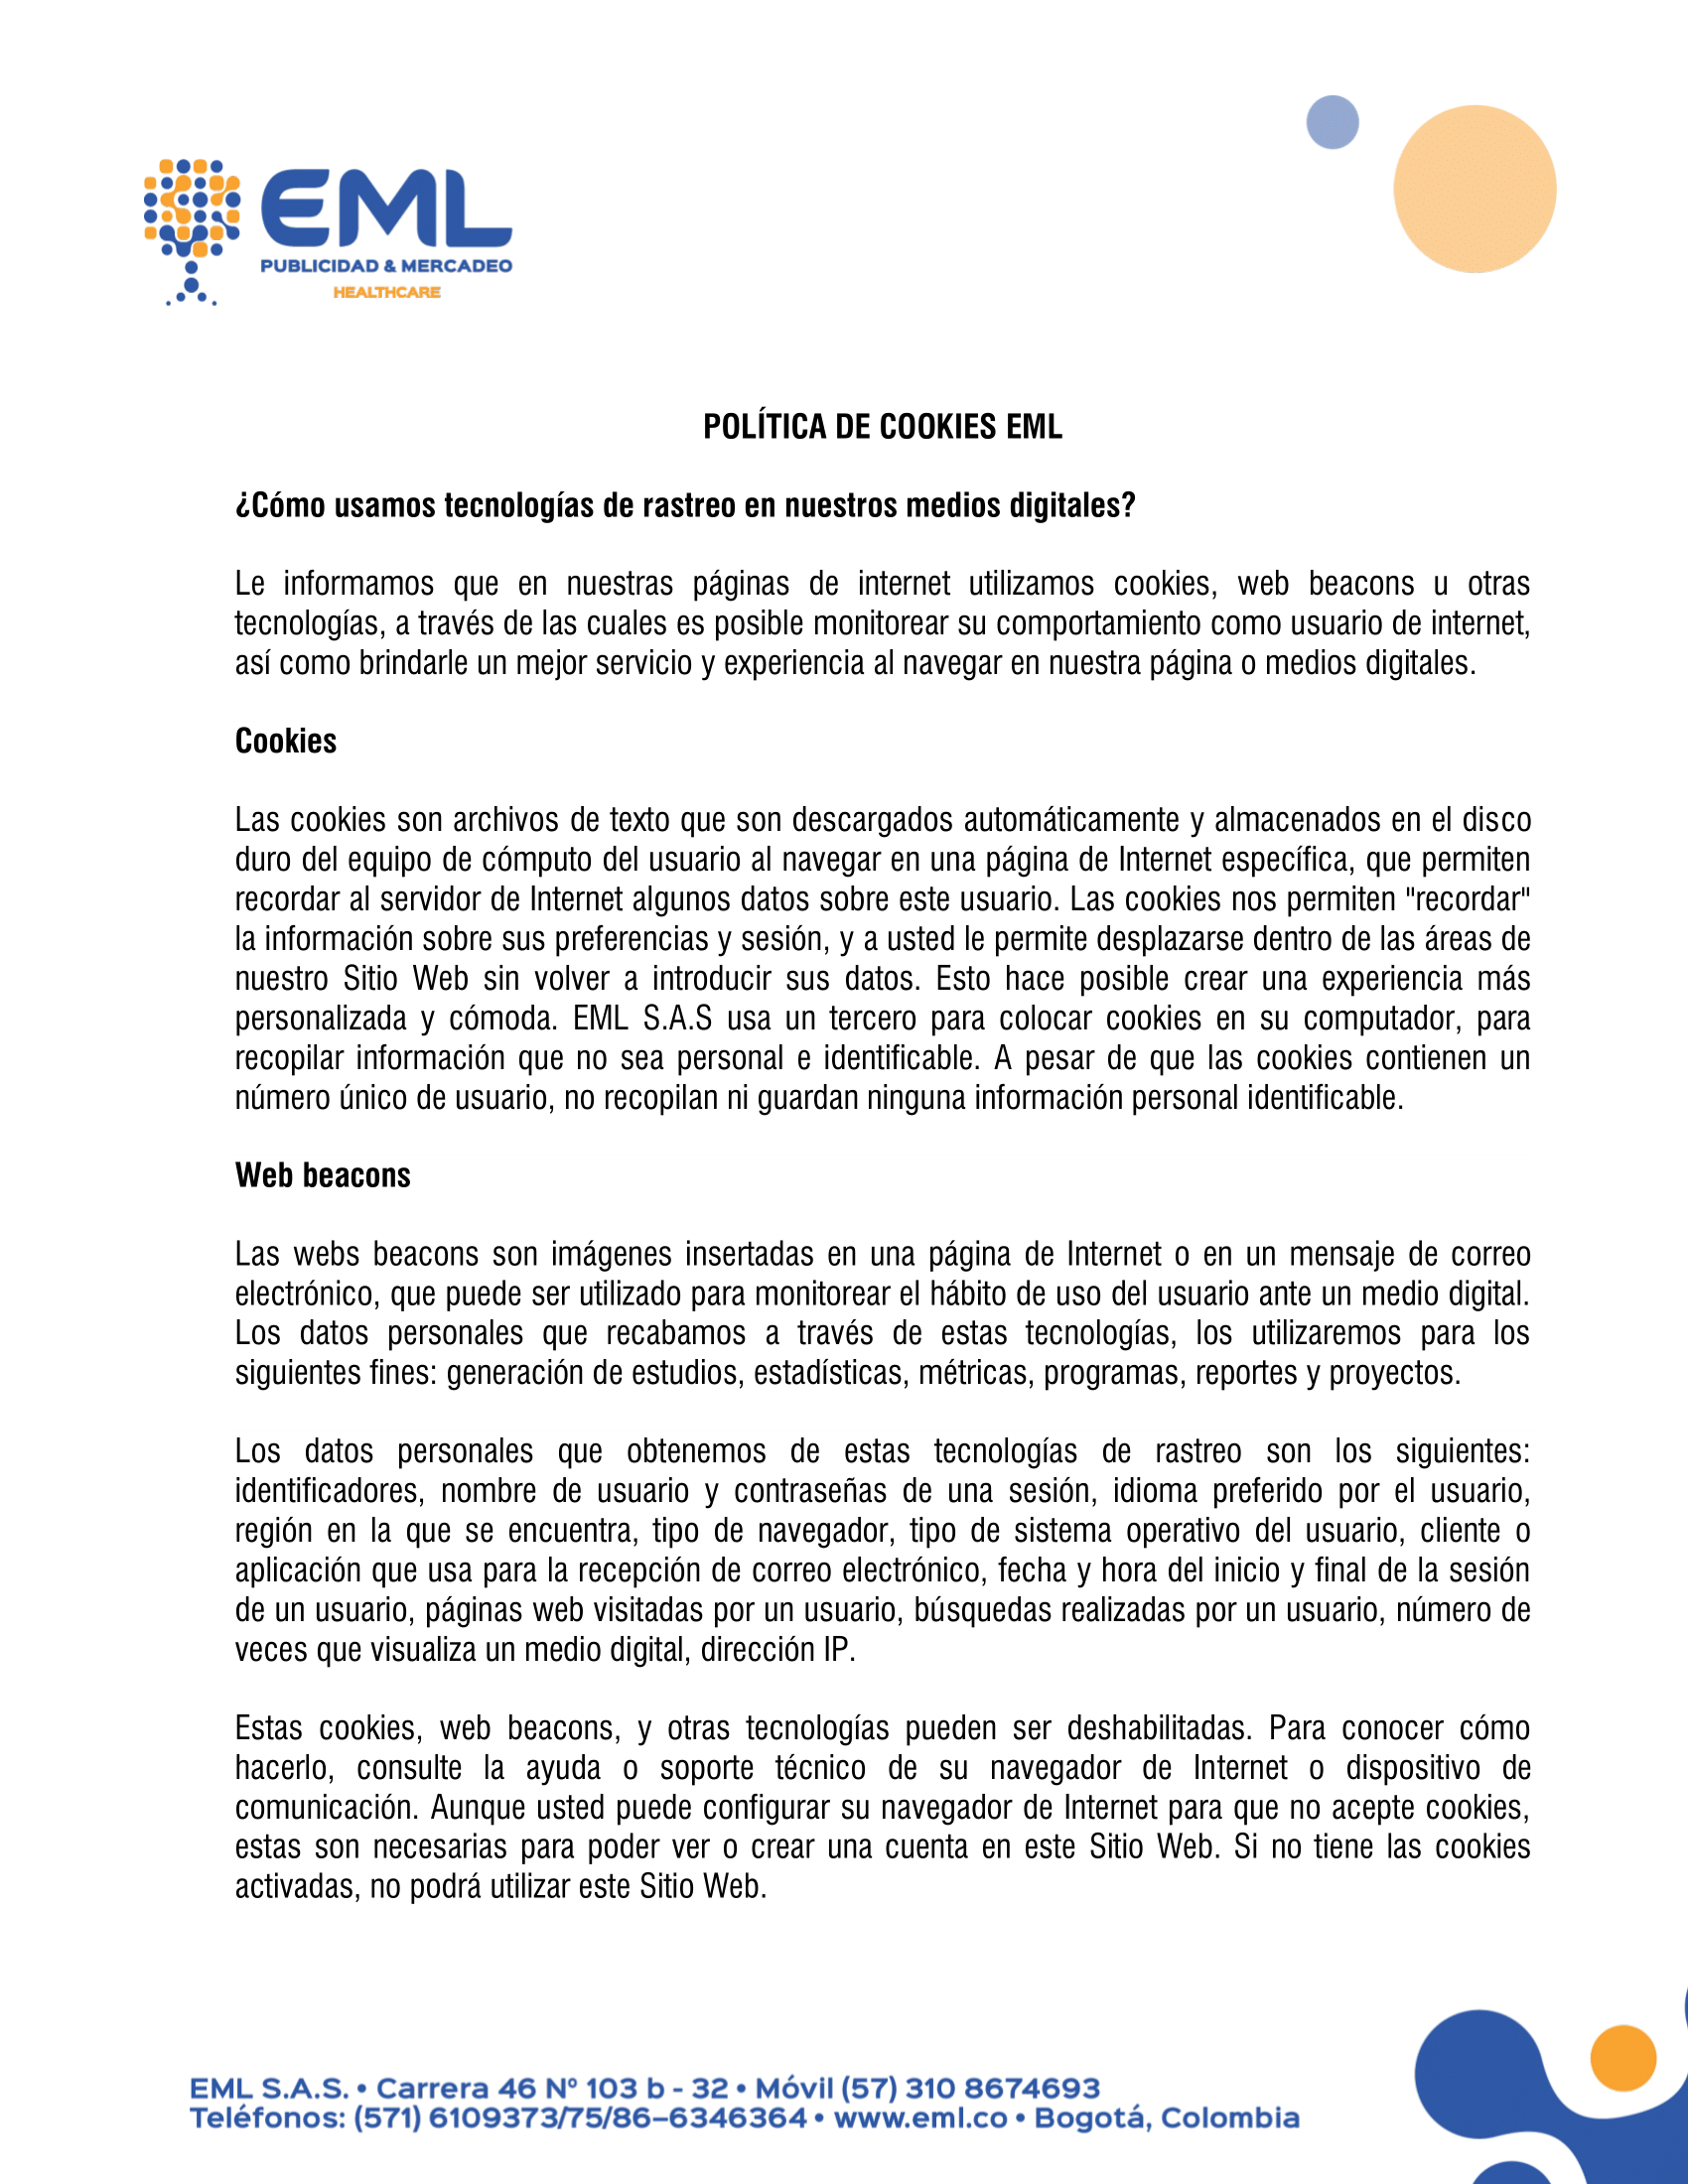 EML
PUBLICIDAD & MERCADEO
HEALTHCARE
POLÍTICA DE COOKIES EML
¿Cómo usamos tecnologías de rastreo en nuestros medios digitales?
Le informamos que en nuestras páginas de internet utilizamos cookies, web beacons u otras
tecnologías, a través de las cuales es posible monitorear su comportamiento como usuario de internet,
así como brindarle un mejor servicio y experiencia al navegar en nuestra página o medios digitales.
Cookies
Las cookies son archivos de texto que son descargados automáticamente y almacenados en el disco
duro del equipo de cómputo del usuario al navegar en una página de Internet específica, que permiten
recordar al servidor de Internet algunos datos sobre este usuario. Las cookies nos permiten "recordar"
la información sobre sus preferencias y sesión, y a usted le permite desplazarse dentro de las áreas de
nuestro Sitio Web sin volver a introducir sus datos. Esto hace posible crear una experiencia más
personalizada y cómoda. EML S.A.S usa un tercero para colocar cookies en su computador, para
recopilar información que no sea personal e identificable. A pesar de que las cookies contienen un
número único de usuario, no recopilan ni guardan ninguna información personal identificable.
Web beacons
Las webs beacons son imágenes insertadas en una página de Internet o en un mensaje de correo
electrónico, que puede ser utilizado para monitorear el hábito de uso del usuario ante un medio digital.
Los datos personales que recabamos a través de estas tecnologías, los utilizaremos para los
siguientes fines: generación de estudios, estadísticas, métricas, programas, reportes y proyectos.
Los datos personales que obtenemos de estas tecnologías de rastreo son los siguientes:
identificadores, nombre de usuario y contraseñas de una sesión, idioma preferido por el usuario,
región en la que se encuentra, tipo de navegador, tipo de sistema operativo del usuario, cliente o
aplicación que usa para la recepción de correo electrónico, fecha y hora del inicio y final de la sesión
de un usuario, páginas web visitadas por un usuario, búsquedas realizadas por un usuario, número de
veces que visualiza un medio digital, dirección IP.
Estas cookies, web beacons, y otras tecnologías pueden ser deshabilitadas. Para conocer cómo
hacerlo, consulte la ayuda o soporte técnico de su navegador de Internet o dispositivo de
comunicación. Aunque usted puede configurar su navegador de Internet para que no acepte cookies,
estas son necesarias para poder ver o crear una cuenta en este Sitio Web. Si no tiene las cookies
activadas, no podrá utilizar este Sitio Web.
EML S.A.S. • Carrera 46 Nº 103 b - 32 • Móvil (57) 310 8674693
Teléfonos: (571) 6109373/75/86–6346364 • www.eml.co • Bogotá, Colombia